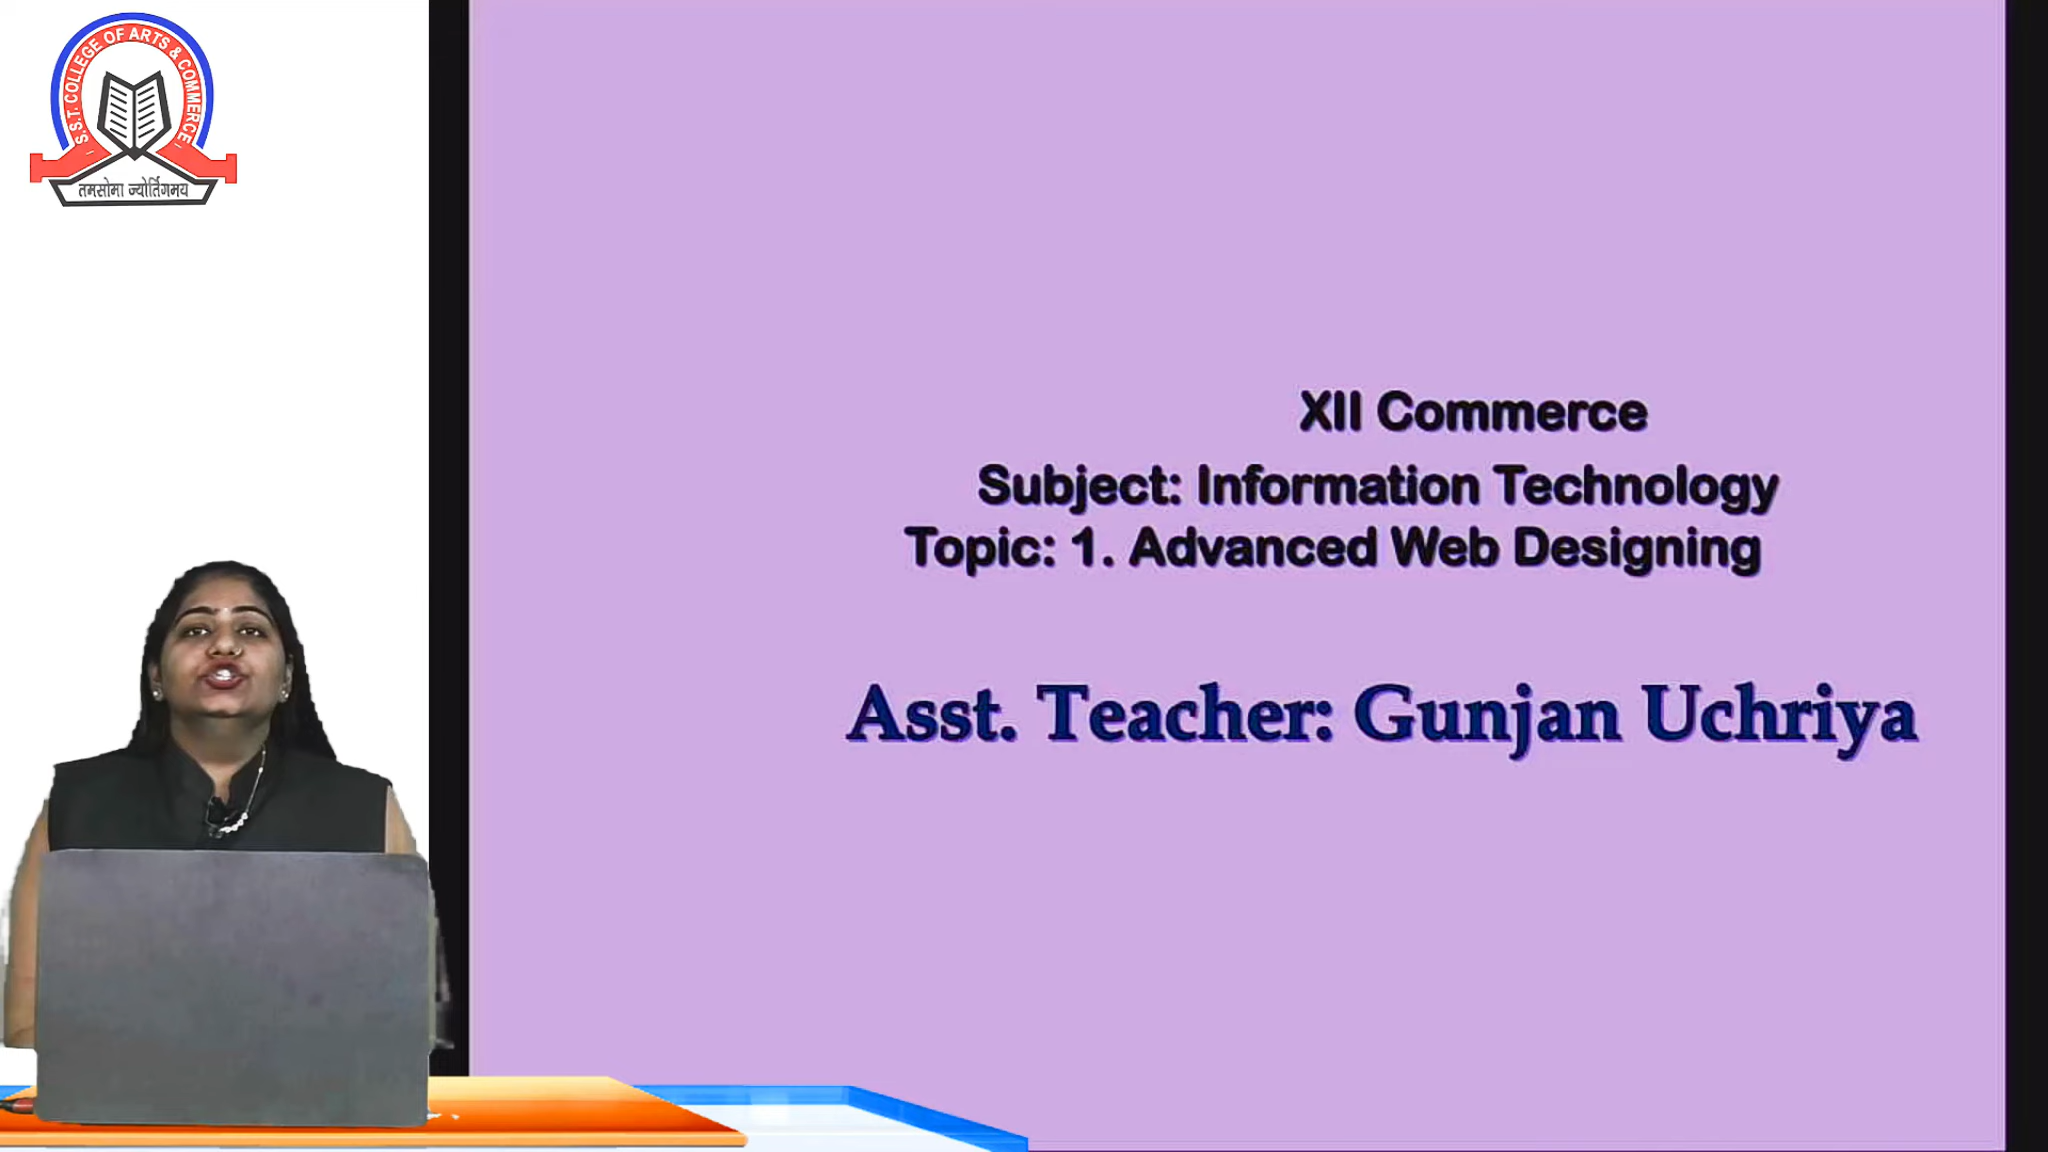 S.S.T. COLLEGE OF ARTS & COMMERCE
तमसोमा ज्योर्तिगमय
XII Commerce
Subject: Information Technology
Topic: 1. Advanced Web Designing
Asst. Teacher: Gunjan Uchriya